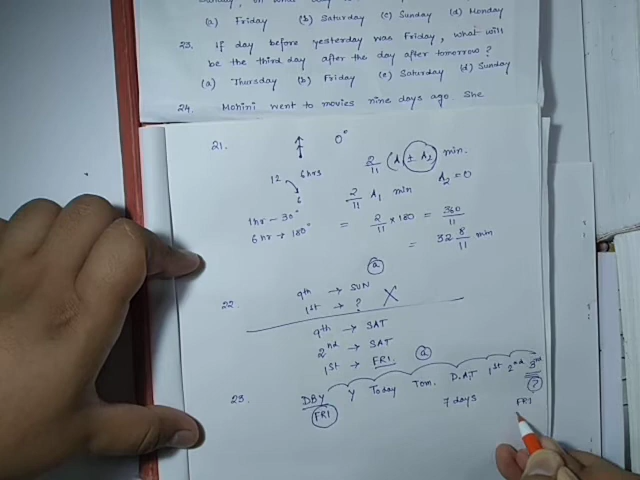 (a) Friday (b) Saturday (c) Sunday (d) Monday
23. If day before yesterday was Friday, what will
be the third day after the day after tomorrow?
(a) Thursday (b) Friday (c) Saturday (d) Sunday
24. Mohini went to movies nine days ago. She
21.
0°
2/11 (A ± A2) min.
12
6 hrs
6
A2 = 0
2/11 A1 min
1hr - 30°
6 hr → 180°
= 2/11 × 180 = 360/11
= 32 8/11 min
(a)
22.
9th → SUN
1st → ? X
9th → SAT
2nd → SAT
1st → FRI. (a)
23.
DBY Y Today Tom. D.A.T 1st 2nd 3rd
FRI 7 days FRI (?)